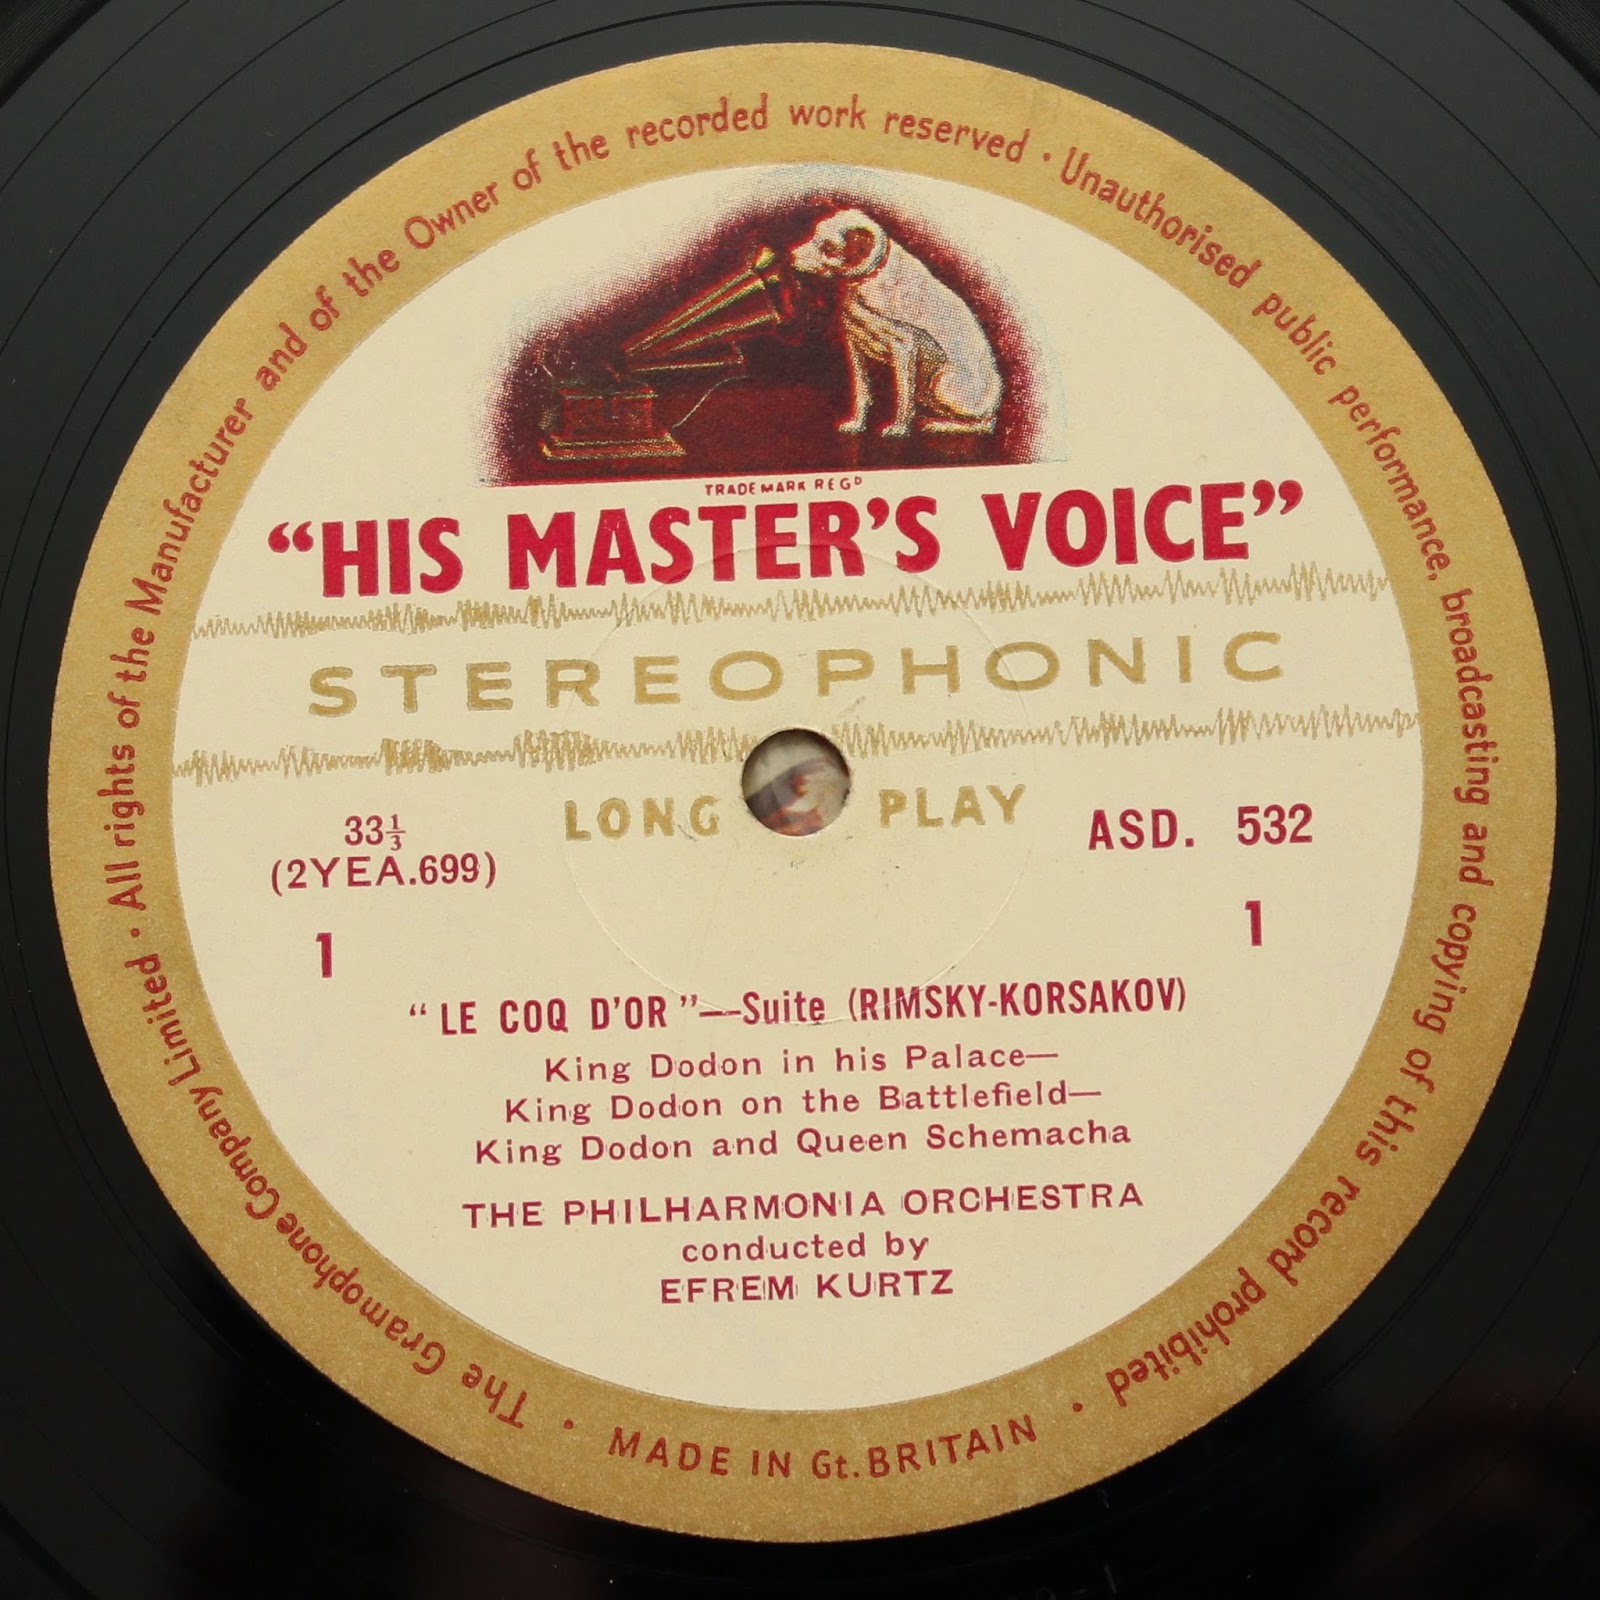 All rights of the Manufacturer and of the Owner of the recorded work reserved · Unauthorised public performance, broadcasting and copying of this record prohibited ·
TRADE MARK REGD
“HIS MASTER’S VOICE”
STEREOPHONIC
LONG PLAY
33⅓
(2YEA.699)
ASD. 532
1 1
“LE COQ D’OR”—Suite (RIMSKY-KORSAKOV)
King Dodon in his Palace—
King Dodon on the Battlefield—
King Dodon and Queen Schemacha
THE PHILHARMONIA ORCHESTRA
conducted by
EFREM KURTZ
MADE IN Gt. BRITAIN ·
The Gramophone Company Limited ·